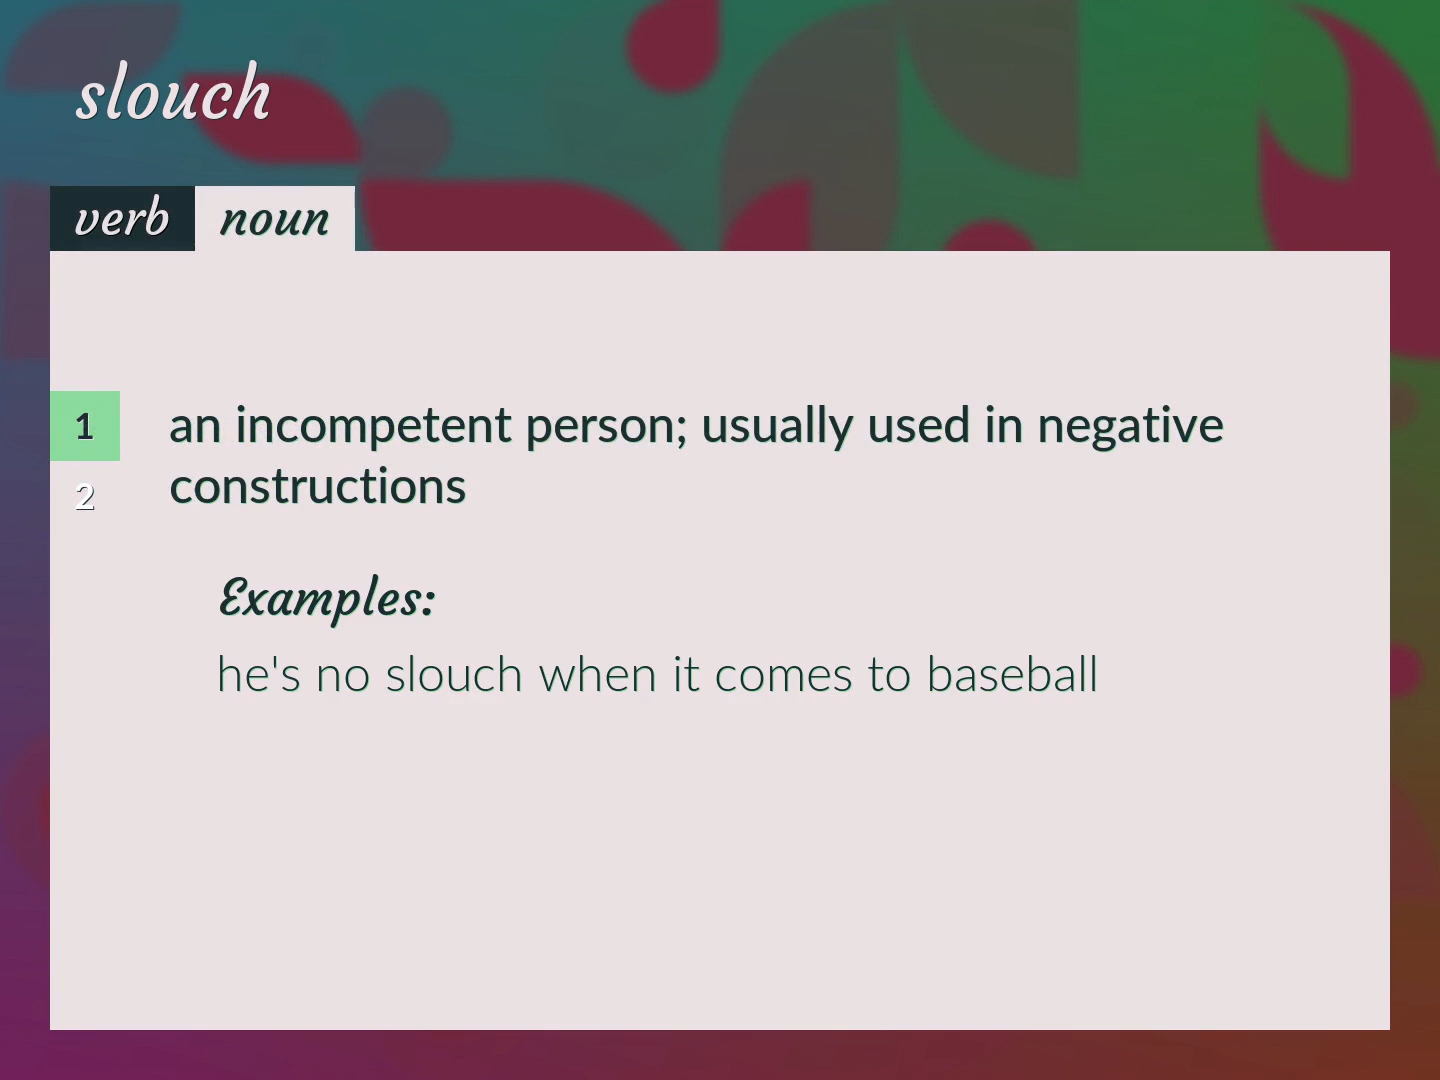 slouch
verb
noun
1
an incompetent person; usually used in negative
constructions
2
Examples:
he's no slouch when it comes to baseball